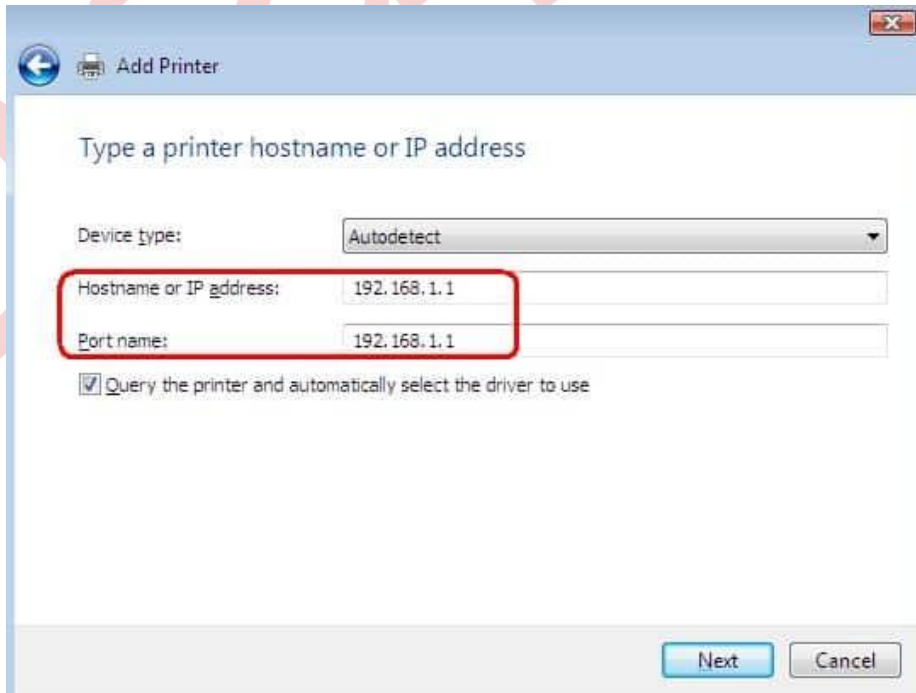 Add Printer
Type a printer hostname or IP address
Device type: Autodetect
Hostname or IP address: 192.168.1.1
Port name: 192.168.1.1
Query the printer and automatically select the driver to use
Next Cancel